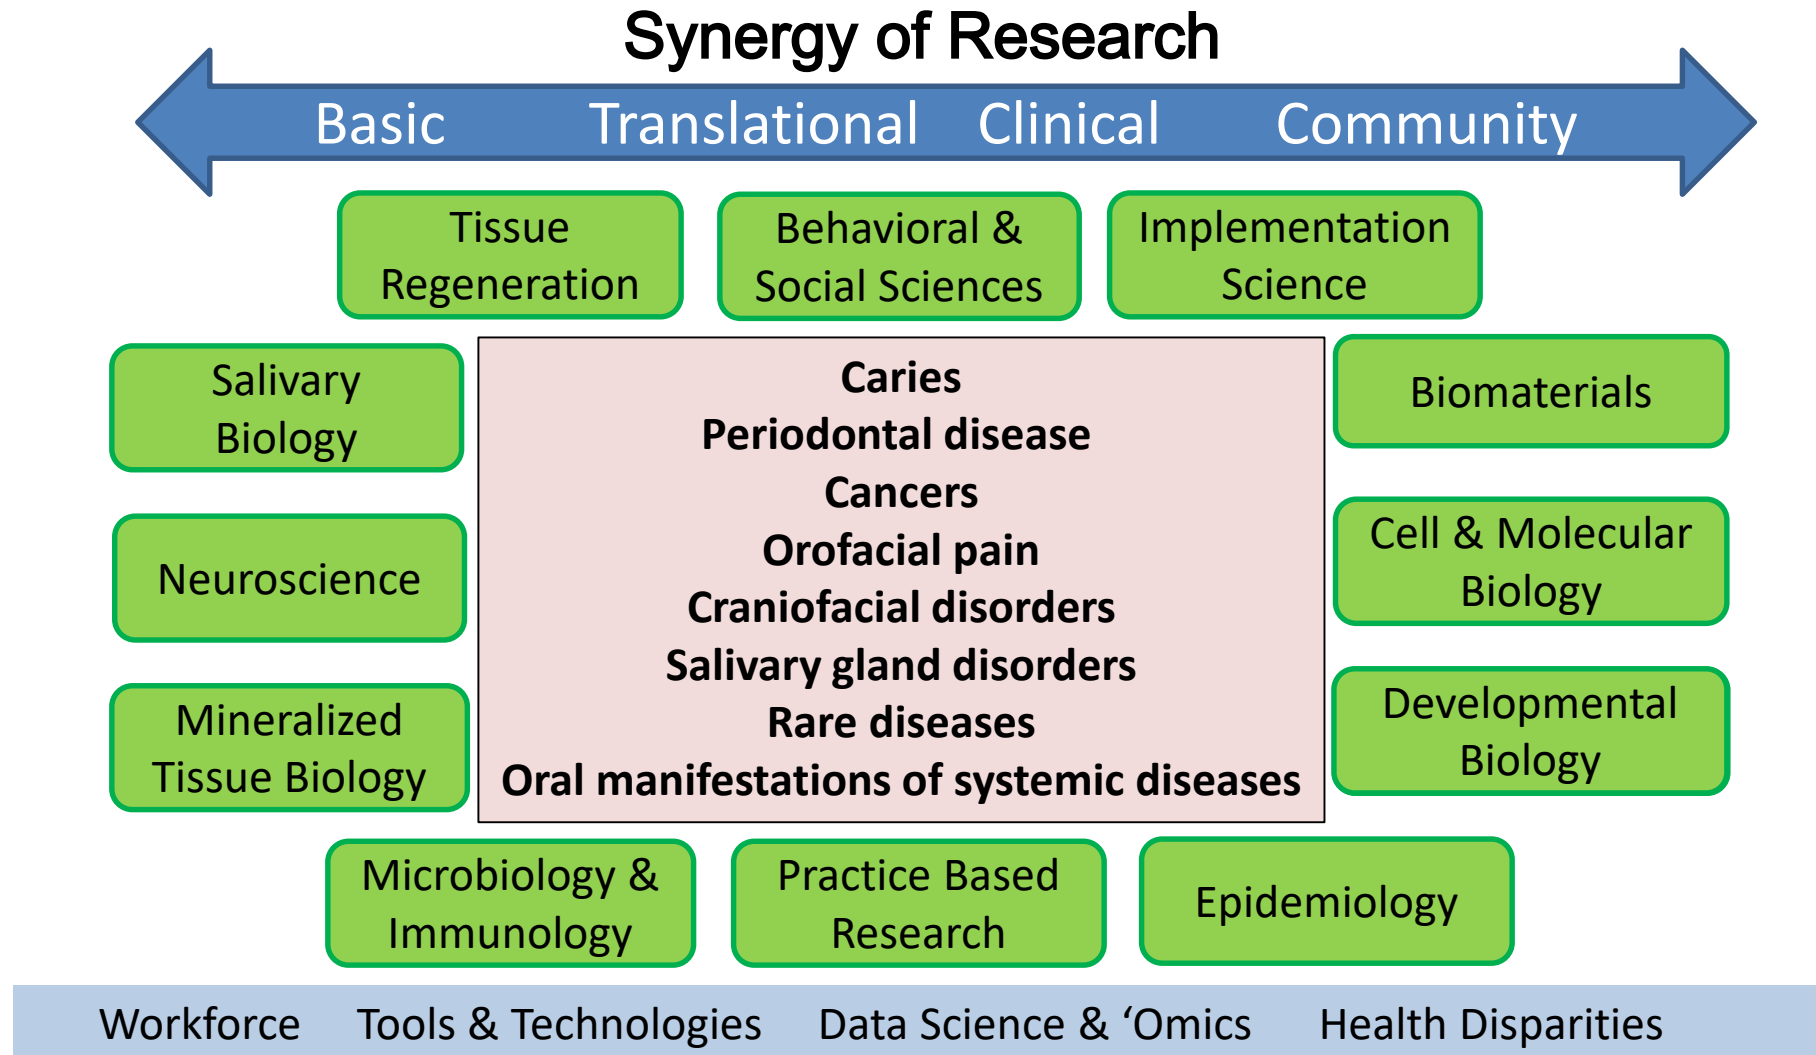 Synergy of Research
Basic Translational Clinical Community
Tissue
Regeneration
Behavioral &
Social Sciences
Implementation
Science
Salivary
Biology
Neuroscience
Mineralized
Tissue Biology
Caries
Periodontal disease
Cancers
Orofacial pain
Craniofacial disorders
Salivary gland disorders
Rare diseases
Oral manifestations of systemic diseases
Biomaterials
Cell & Molecular
Biology
Developmental
Biology
Microbiology &
Immunology
Practice Based
Research
Epidemiology
Workforce Tools & Technologies Data Science & ‘Omics Health Disparities